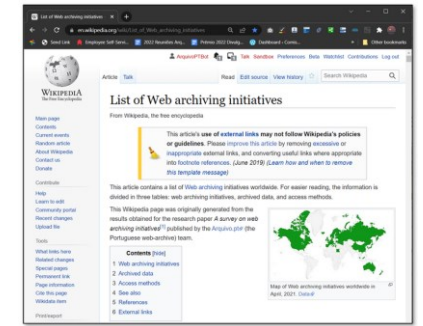 List of Web archiving initiatives
en.wikipedia.org/wiki/List_of_Web_archiving_initiatives
ArquivoPTBot Talk Sandbox Preferences Beta Watchlist Contributions Log out
Article Talk Read Edit source View history Search Wikipedia
WIKIPEDIA
The Free Encyclopedia
Main page
Contents
Current events
Random article
About Wikipedia
Contact us
Donate
Contribute
Help
Learn to edit
Community portal
Recent changes
Upload file
Tools
What links here
Related changes
Special pages
Permanent link
Page information
Cite this page
Wikidata item
Print/export
List of Web archiving initiatives
From Wikipedia, the free encyclopedia
This article's use of external links may not follow Wikipedia's policies
or guidelines. Please improve this article by removing excessive or
inappropriate external links, and converting useful links where appropriate
into footnote references. (June 2019) (Learn how and when to remove
this template message)
This article contains a list of Web archiving initiatives worldwide. For easier reading, the information is
divided in three tables: web archiving initiatives, archived data, and access methods.
This Wikipedia page was originally generated from the
results obtained for the research paper A survey on web
archiving initiatives[1] published by the Arquivo.pt (the
Portuguese web-archive) team.
Contents [hide]
1 Web archiving initiatives
2 Archived data
3 Access methods
4 See also
5 References
6 External links
Map of Web archiving initiatives worldwide in
April, 2021.